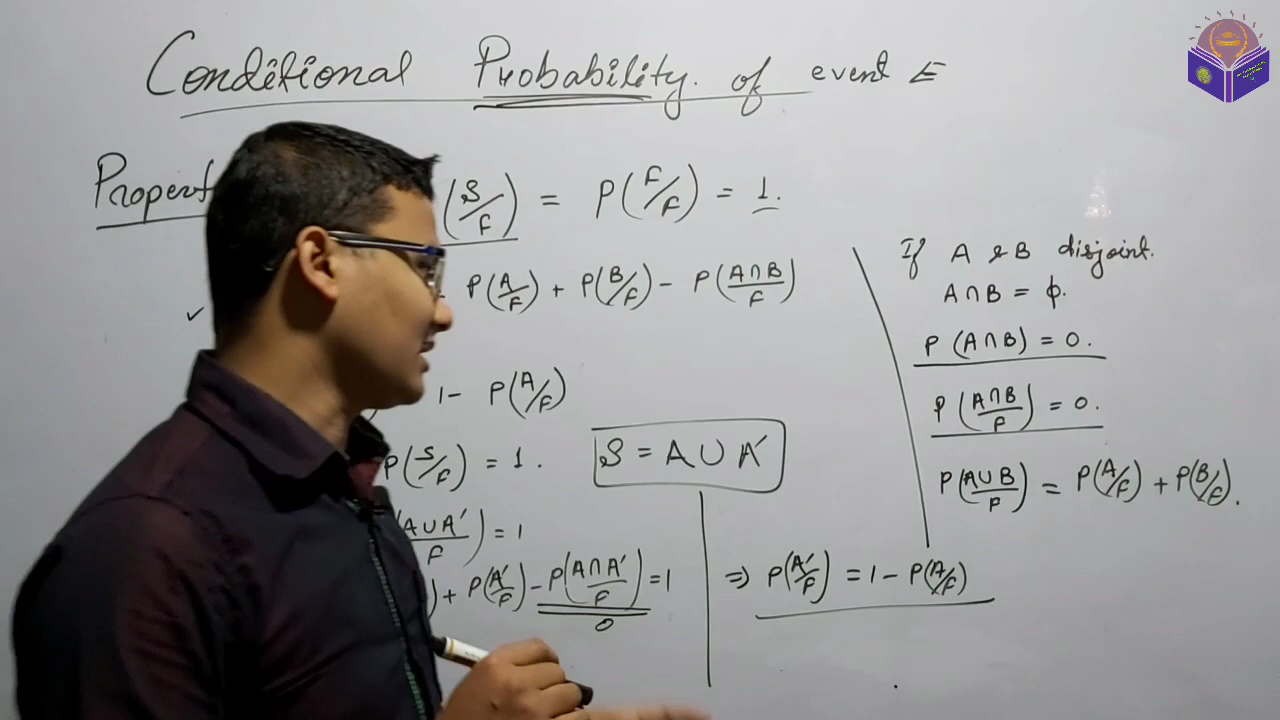 Conditional Probability. of event E
Propert
(S/F) = P(F/F) = 1.
P(A/F) + P(B/F) - P(A∩B/F)
1 - P(A/F)
P(S/F) = 1.
S = A ∪ A'
A∪A'/F) = 1
) + P(A'/F) - P(A∩A'/F) = 1
0
⇒ P(A'/F) = 1 - P(A/F)
If A & B disjoint.
A∩B = ϕ.
P(A∩B) = 0.
P(A∩B/F) = 0.
P(A∪B/F) = P(A/F) + P(B/F).